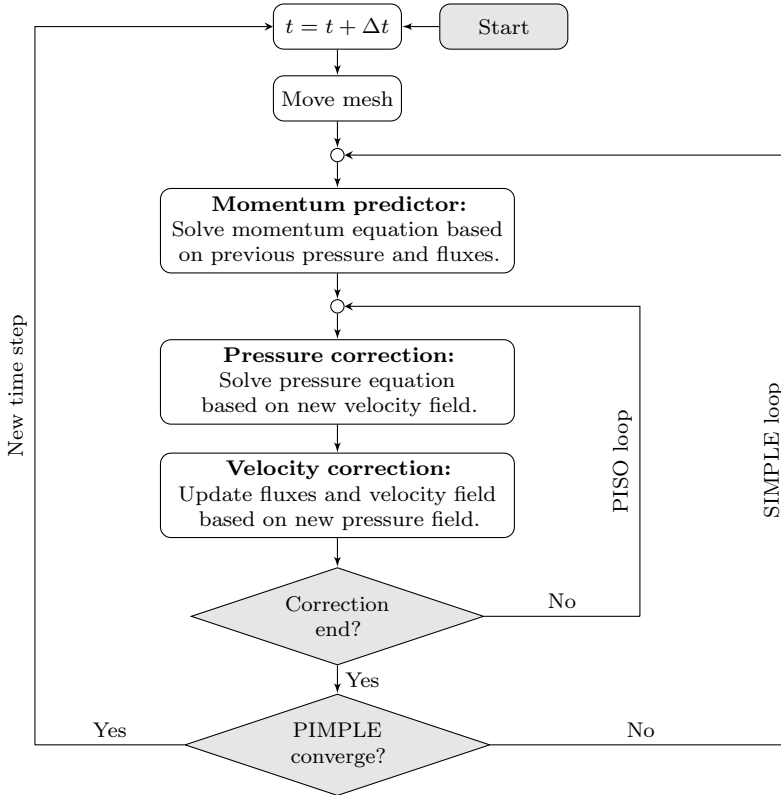 t = t + Δt
Start
Move mesh
Momentum predictor:
Solve momentum equation based
on previous pressure and fluxes.
Pressure correction:
Solve pressure equation
based on new velocity field.
Velocity correction:
Update fluxes and velocity field
based on new pressure field.
Correction
end?
No
Yes
PIMPLE
converge?
Yes
No
New time step
PISO loop
SIMPLE loop